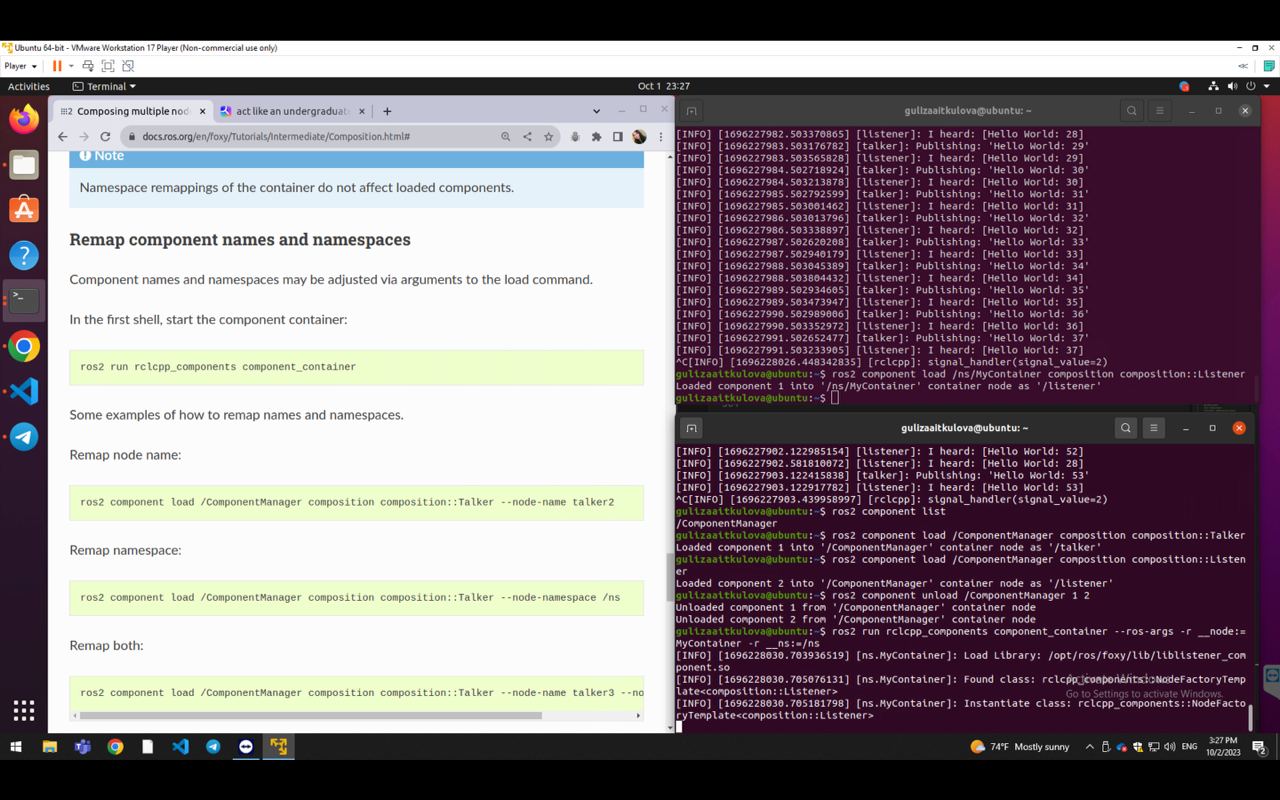 Ubuntu 64-bit - VMware Workstation 17 Player (Non-commercial use only)
Player
Activities
Terminal
Oct 1 23:27
Composing multiple nod
act like an undergraduat
docs.ros.org/en/foxy/Tutorials/Intermediate/Composition.html#
Note
Namespace remappings of the container do not affect loaded components.
Remap component names and namespaces
Component names and namespaces may be adjusted via arguments to the load command.
In the first shell, start the component container:
ros2 run rclcpp_components component_container
Some examples of how to remap names and namespaces.
Remap node name:
ros2 component load /ComponentManager composition composition::Talker --node-name talker2
Remap namespace:
ros2 component load /ComponentManager composition composition::Talker --node-namespace /ns
Remap both:
ros2 component load /ComponentManager composition composition::Talker --node-name talker3 --no
gulizaaitkulova@ubuntu: ~
[INFO] [1696227982.503370865] [listener]: I heard: [Hello World: 28]
[INFO] [1696227983.503176782] [talker]: Publishing: 'Hello World: 29'
[INFO] [1696227983.503565828] [listener]: I heard: [Hello World: 29]
[INFO] [1696227984.502718924] [talker]: Publishing: 'Hello World: 30'
[INFO] [1696227984.503213878] [listener]: I heard: [Hello World: 30]
[INFO] [1696227985.502792599] [talker]: Publishing: 'Hello World: 31'
[INFO] [1696227985.503001462] [listener]: I heard: [Hello World: 31]
[INFO] [1696227986.503013796] [talker]: Publishing: 'Hello World: 32'
[INFO] [1696227986.503338897] [listener]: I heard: [Hello World: 32]
[INFO] [1696227987.502620208] [talker]: Publishing: 'Hello World: 33'
[INFO] [1696227987.502940179] [listener]: I heard: [Hello World: 33]
[INFO] [1696227988.503045389] [talker]: Publishing: 'Hello World: 34'
[INFO] [1696227988.503804432] [listener]: I heard: [Hello World: 34]
[INFO] [1696227989.502934605] [talker]: Publishing: 'Hello World: 35'
[INFO] [1696227989.503473947] [listener]: I heard: [Hello World: 35]
[INFO] [1696227990.502989006] [talker]: Publishing: 'Hello World: 36'
[INFO] [1696227990.503352972] [listener]: I heard: [Hello World: 36]
[INFO] [1696227991.502652477] [talker]: Publishing: 'Hello World: 37'
[INFO] [1696227991.503233905] [listener]: I heard: [Hello World: 37]
^C[INFO] [1696228026.448342835] [rclcpp]: signal_handler(signal_value=2)
gulizaaitkulova@ubuntu:~$ ros2 component load /ns/MyContainer composition composition::Listener
Loaded component 1 into '/ns/MyContainer' container node as '/listener'
gulizaaitkulova@ubuntu:~$
gulizaaitkulova@ubuntu: ~
[INFO] [1696227902.122985154] [listener]: I heard: [Hello World: 52]
[INFO] [1696227902.581810072] [listener]: I heard: [Hello World: 28]
[INFO] [1696227903.122415838] [talker]: Publishing: 'Hello World: 53'
[INFO] [1696227903.122917782] [listener]: I heard: [Hello World: 53]
^C[INFO] [1696227903.439958997] [rclcpp]: signal_handler(signal_value=2)
gulizaaitkulova@ubuntu:~$ ros2 component list
/ComponentManager
gulizaaitkulova@ubuntu:~$ ros2 component load /ComponentManager composition composition::Talker
Loaded component 1 into '/ComponentManager' container node as '/talker'
gulizaaitkulova@ubuntu:~$ ros2 component load /ComponentManager composition composition::Listen
er
Loaded component 2 into '/ComponentManager' container node as '/listener'
gulizaaitkulova@ubuntu:~$ ros2 component unload /ComponentManager 1 2
Unloaded component 1 from '/ComponentManager' container node
Unloaded component 2 from '/ComponentManager' container node
gulizaaitkulova@ubuntu:~$ ros2 run rclcpp_components component_container --ros-args -r __node:=
MyContainer -r __ns:=/ns
[INFO] [1696228030.703936519] [ns.MyContainer]: Load Library: /opt/ros/foxy/lib/liblistener_com
ponent.so
[INFO] [1696228030.705076131] [ns.MyContainer]: Found class: rclcpp_components::NodeFactoryTemp
late<composition::Listener>
[INFO] [1696228030.705181798] [ns.MyContainer]: Instantiate class: rclcpp_components::NodeFacto
ryTemplate<composition::Listener>
Activate Windows
Go to Settings to activate Windows.
74°F Mostly sunny
ENG
3:27 PM
10/2/2023
2